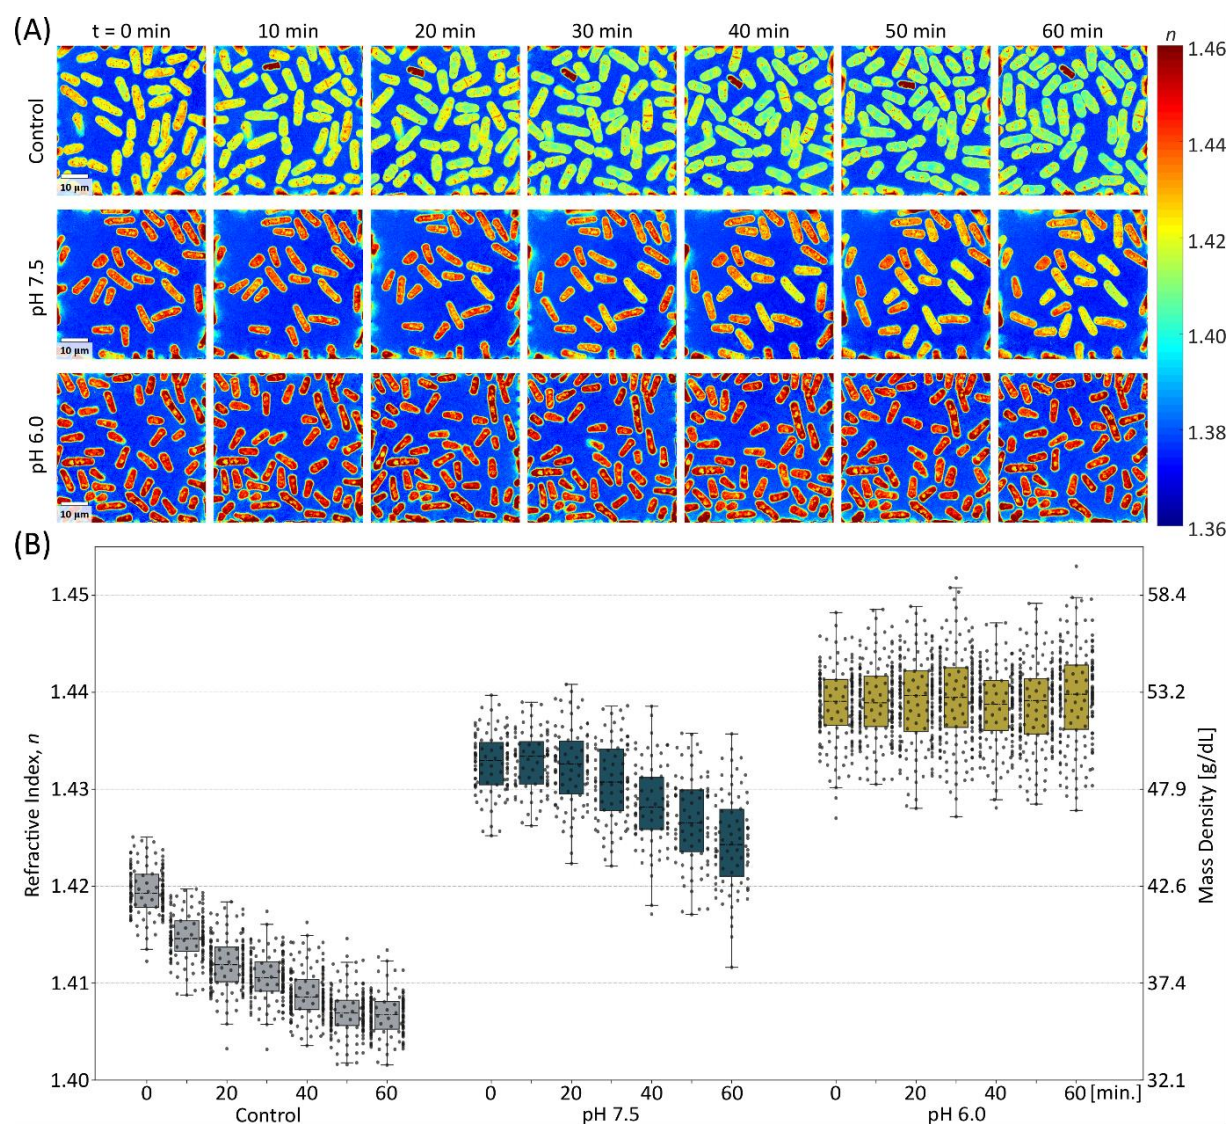 (A)
t = 0 min 10 min 20 min 30 min 40 min 50 min 60 min n
Control
10 µm
pH 7.5
10 µm
pH 6.0
10 µm
1.46
1.44
1.42
1.40
1.38
1.36
(B)
Refractive Index, n
1.45
1.44
1.43
1.42
1.41
1.40
58.4
53.2
47.9
42.6
37.4
32.1
Mass Density [g/dL]
0 20 40 60 0 20 40 60 0 20 40 60 [min.]
Control pH 7.5 pH 6.0